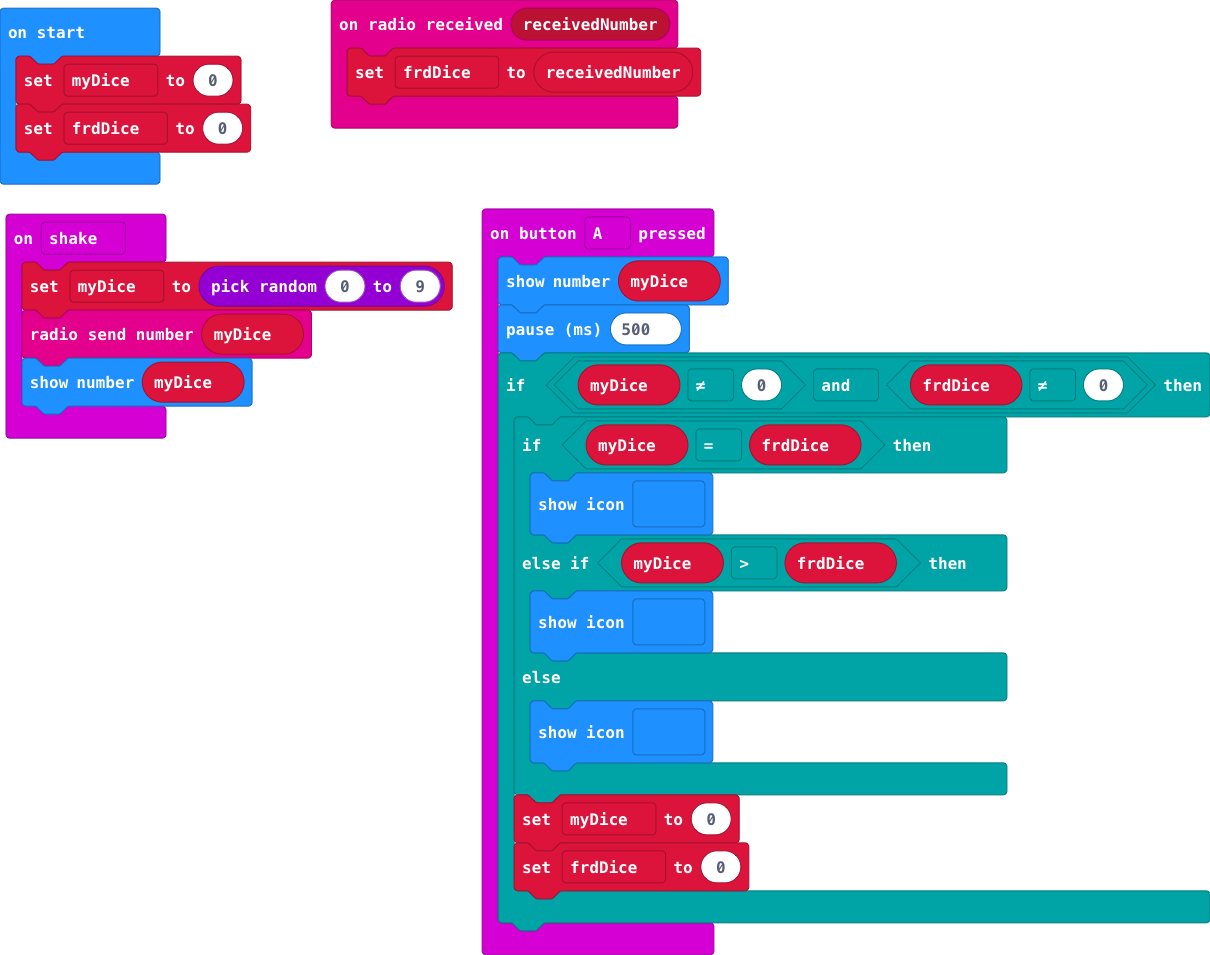 on start
set myDice to 0
set frdDice to 0
on radio received receivedNumber
set frdDice to receivedNumber
on shake
set myDice to pick random 0 to 9
radio send number myDice
show number myDice
on button A pressed
show number myDice
pause (ms) 500
if myDice ≠ 0 and frdDice ≠ 0 then
if myDice = frdDice then
show icon
else if myDice > frdDice then
show icon
else
show icon
set myDice to 0
set frdDice to 0